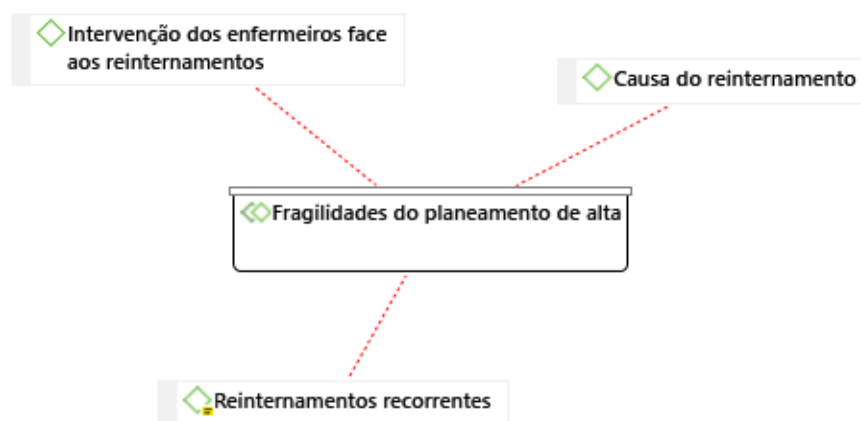 Intervenção dos enfermeiros face
aos reinternamentos
Causa do reinternamento
Fragilidades do planeamento de alta
Reinternamentos recorrentes